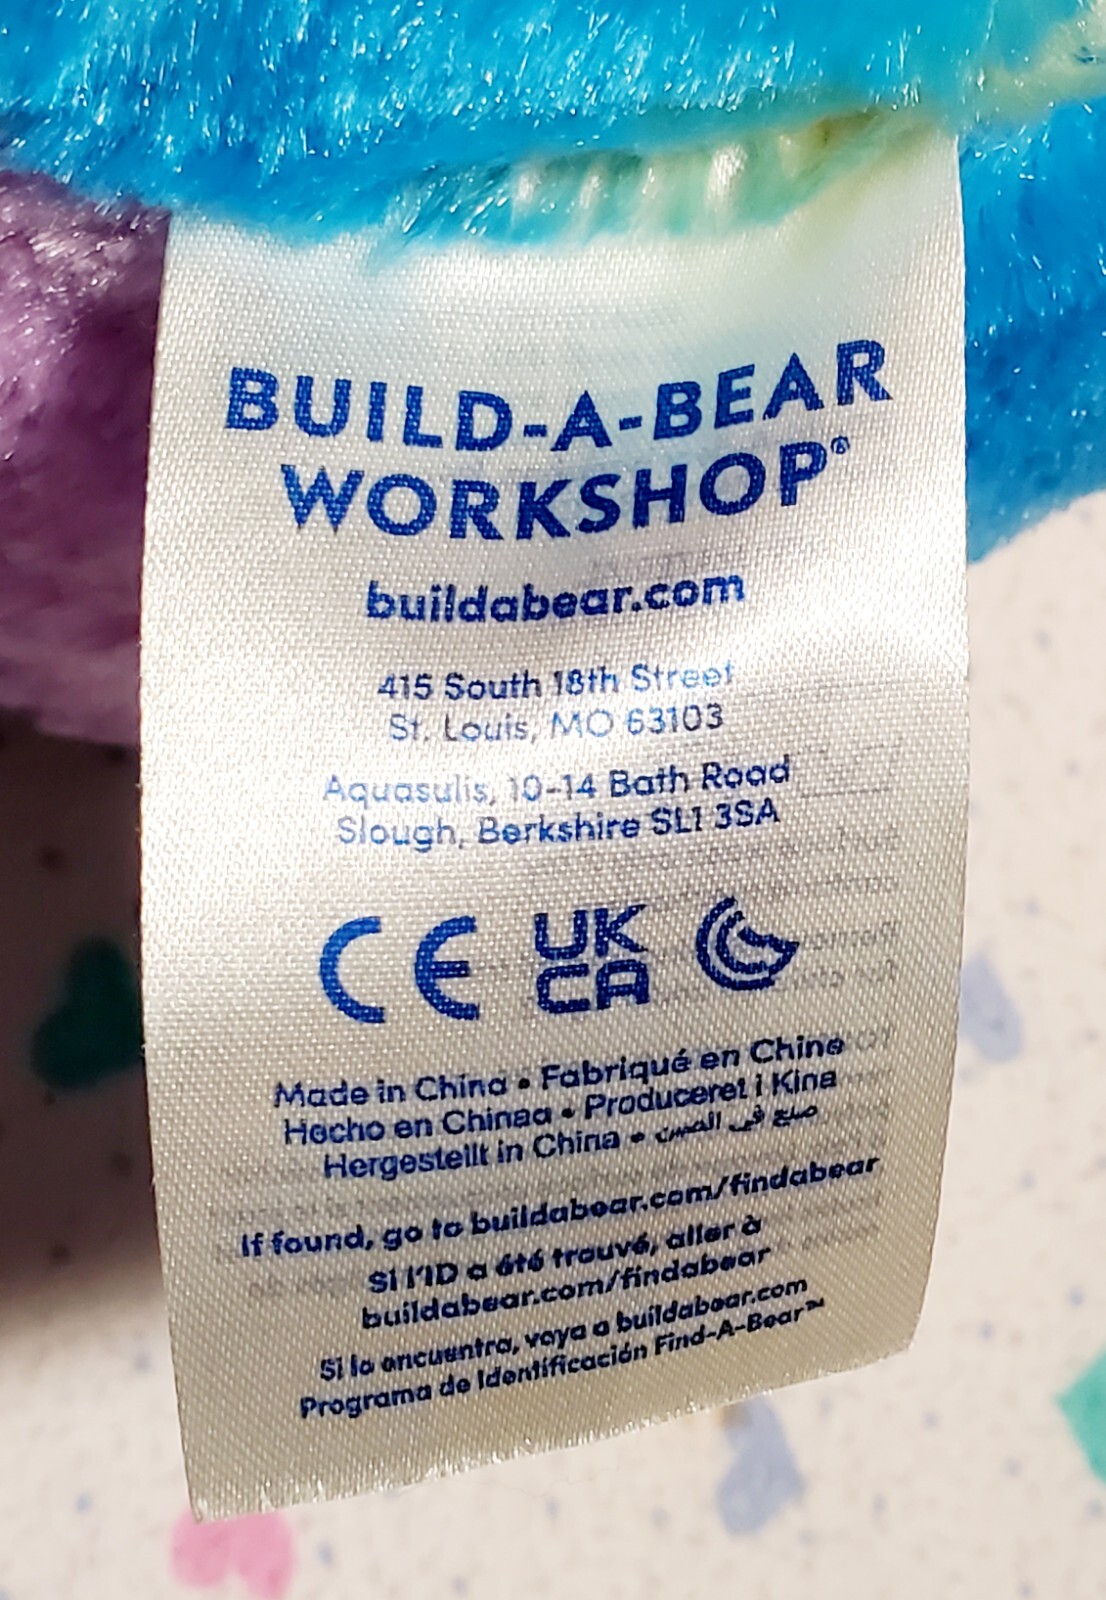 BUILD-A-BEAR
WORKSHOP®
buildabear.com
415 South 18th Street
St. Louis, MO 63103
Aquasulis, 10-14 Bath Road
Slough, Berkshire SL1 3SA
CE UK
CA
Made in China • Fabriqué en Chine
Hecho en Chinaa • Produceret i Kina
Hergestellt in China • صنع في الصين
If found, go to buildabear.com/findabear
Si l'ID a été trouvé, aller à
buildabear.com/findabear
Si lo encuentra, vaya a buildabear.com
Programa de Identificación Find-A-Bear™